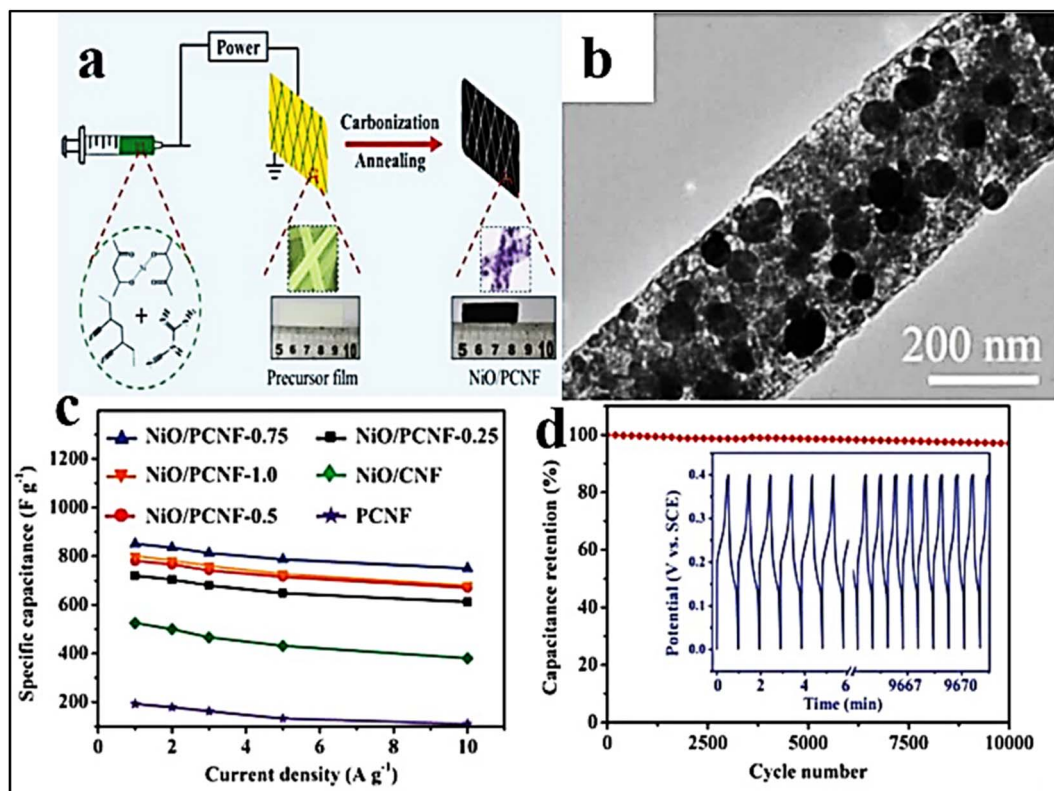 a
Power
Carbonization
Annealing
5 6 7 8 9 10
5 6 7 8 9 10
Precursor film
NiO/PCNF
+
b
200 nm
c
NiO/PCNF-0.75
NiO/PCNF-0.25
NiO/PCNF-1.0
NiO/CNF
NiO/PCNF-0.5
PCNF
Specific capacitance (F g⁻¹)
1200
1000
800
600
400
200
0 2 4 6 8 10
Current density (A g⁻¹)
d
Capacitance retention (%)
100
80
60
40
20
0
0 2500 5000 7500 10000
Cycle number
Potential (V vs. SCE)
0.4
0.3
0.2
0.1
0.0
0 2 4 6 9667 9670
Time (min)